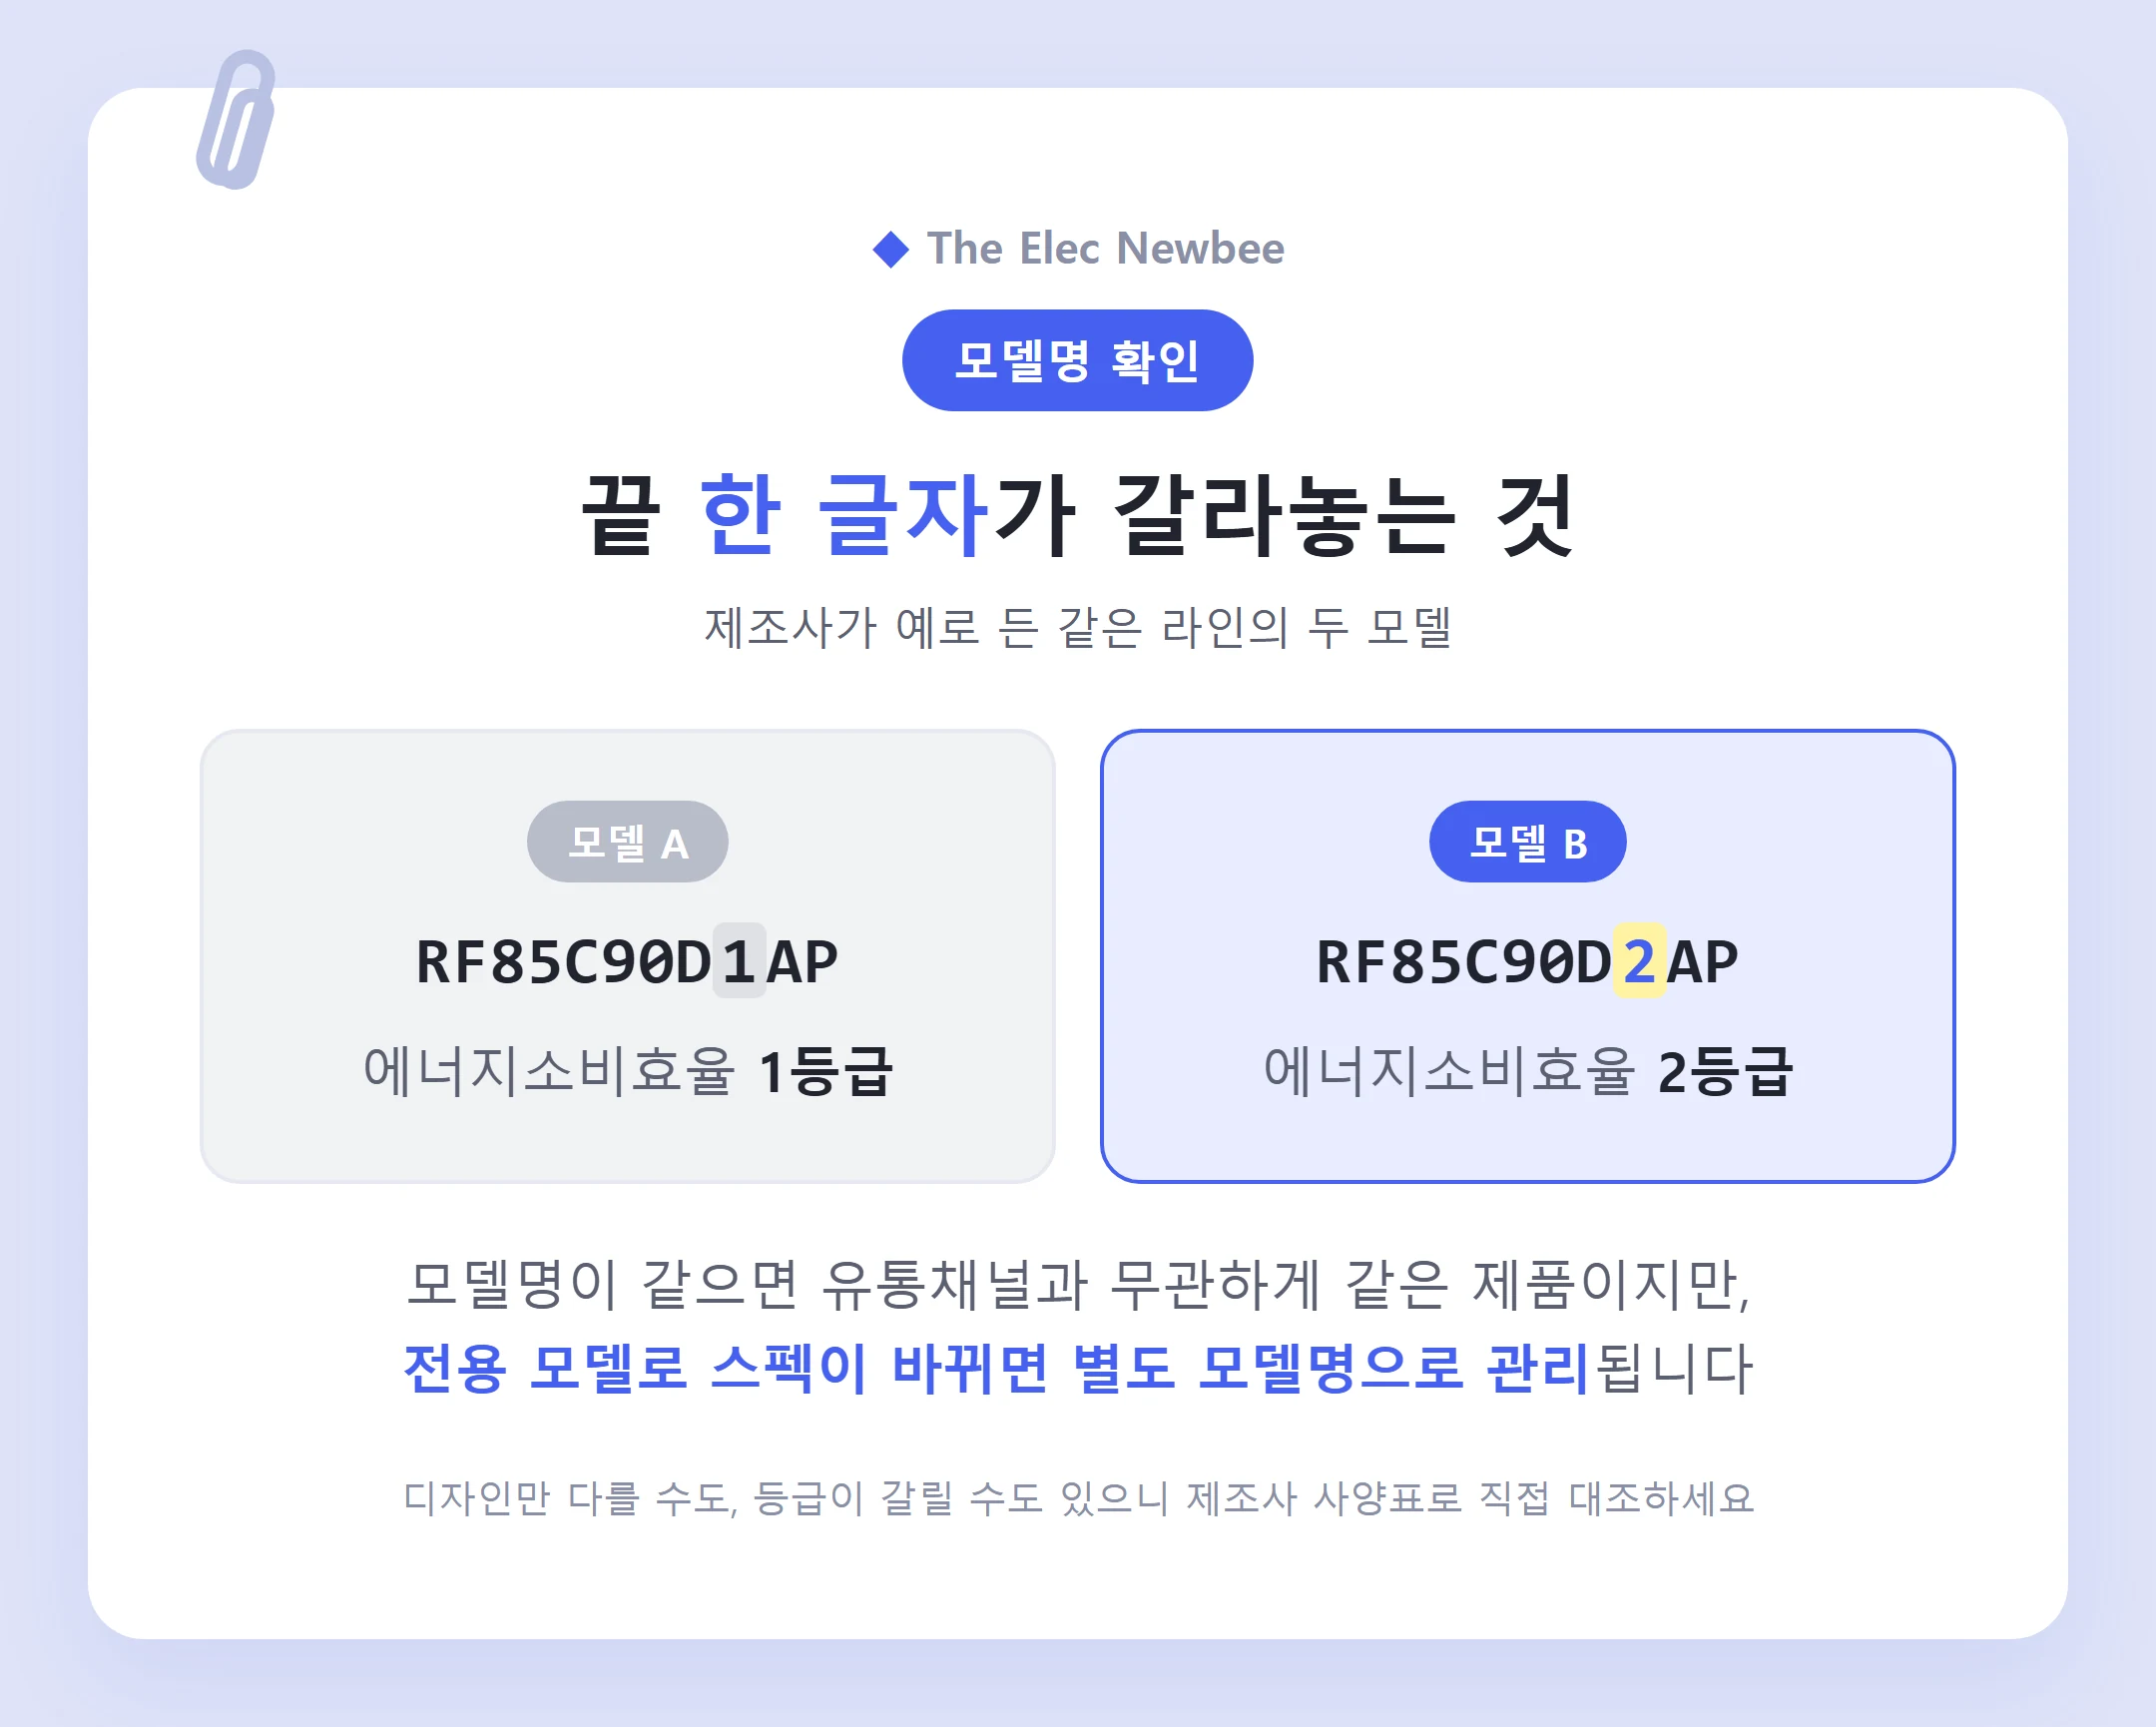 The Elec Newbee
모델명 확인
끝 한 글자가 갈라놓는 것
제조사가 예로 든 같은 라인의 두 모델
모델 A
RF85C90D1AP
에너지소비효율 1등급
모델 B
RF85C90D2AP
에너지소비효율 2등급
모델명이 같으면 유통채널과 무관하게 같은 제품이지만,
전용 모델로 스펙이 바뀌면 별도 모델명으로 관리됩니다
디자인만 다를 수도, 등급이 갈릴 수도 있으니 제조사 사양표로 직접 대조하세요